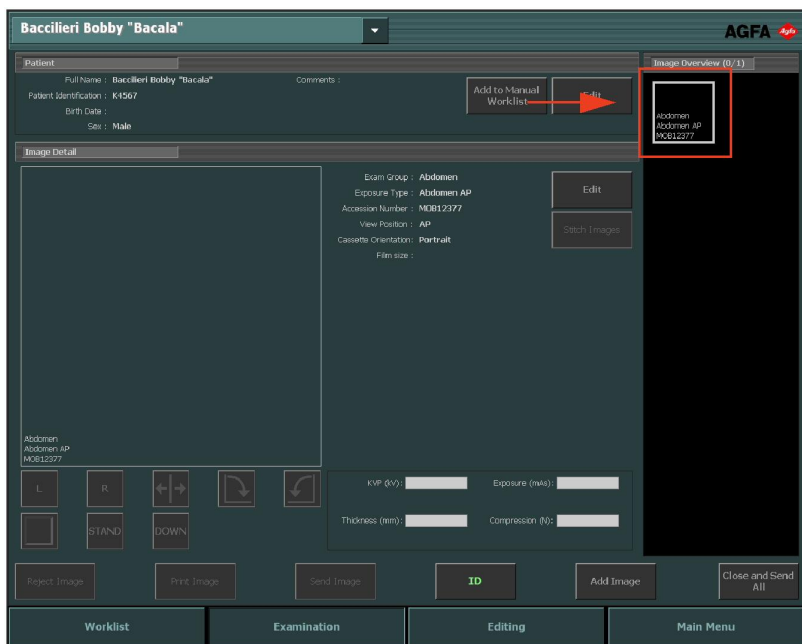 Baccilieri Bobby "Bacala"
AGFA
Agfa
Patient
Full Name : Baccilieri Bobby "Bacala"
Comments :
Patient Identification : K4567
Birth Date :
Sex : Male
Add to Manual
Worklist
Edit
Image Overview (0/1)
Abdomen
Abdomen AP
MOB12377
Image Detail
Exam Group : Abdomen
Exposure Type : Abdomen AP
Accession Number : MOB12377
View Position : AP
Cassette Orientation: Portrait
Film size :
Edit
Stitch Images
Abdomen
Abdomen AP
MOB12377
L
R
STAND
DOWN
KVP (kV):
Exposure (mAs):
Thickness (mm):
Compression (N):
Reject Image
Print Image
Send Image
ID
Add Image
Close and Send
All
Worklist
Examination
Editing
Main Menu